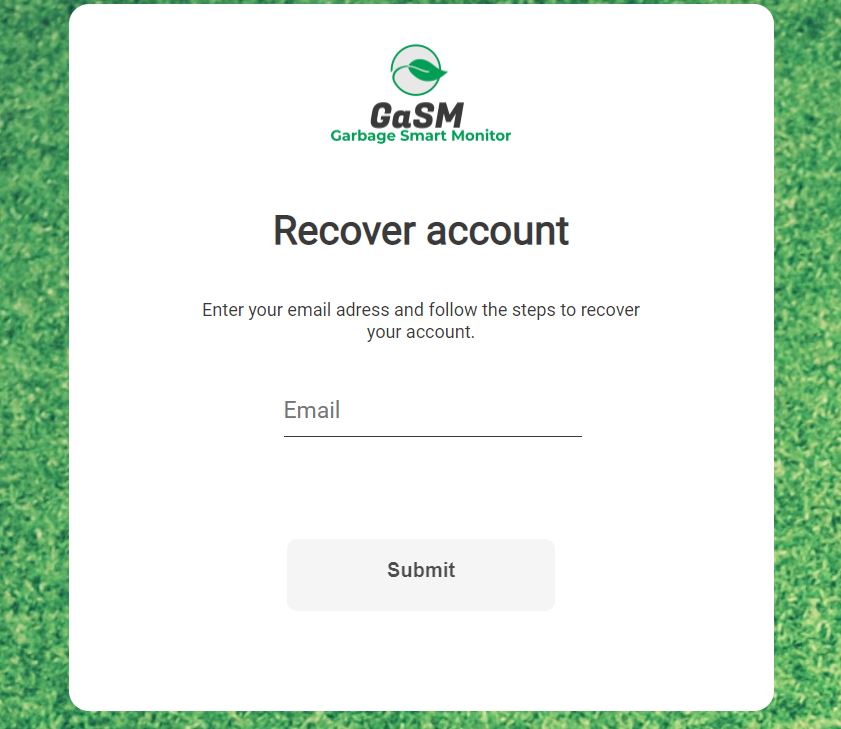 GaSM
Garbage Smart Monitor
Recover account
Enter your email adress and follow the steps to recover
your account.
Email
Submit